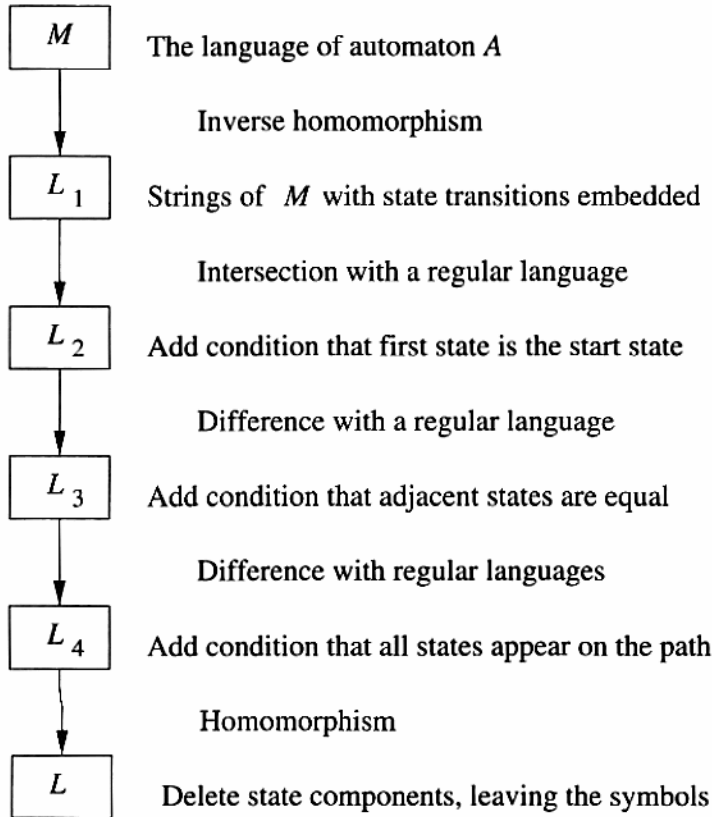 M The language of automaton A
Inverse homomorphism
L1 Strings of M with state transitions embedded
Intersection with a regular language
L2 Add condition that first state is the start state
Difference with a regular language
L3 Add condition that adjacent states are equal
Difference with regular languages
L4 Add condition that all states appear on the path
Homomorphism
L Delete state components, leaving the symbols